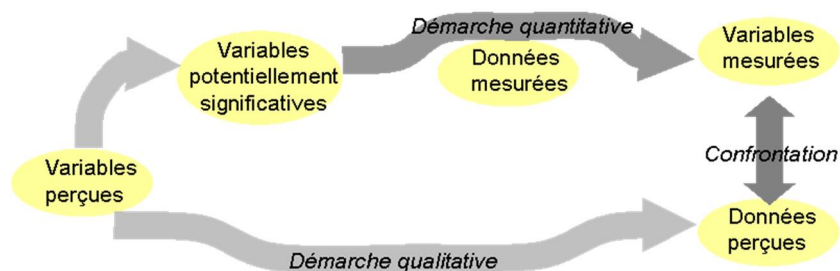 Variables
potentiellement
significatives
Démarche quantitative
Données
mesurées
Variables
mesurées
Variables
perçues
Confrontation
Données
perçues
Démarche qualitative